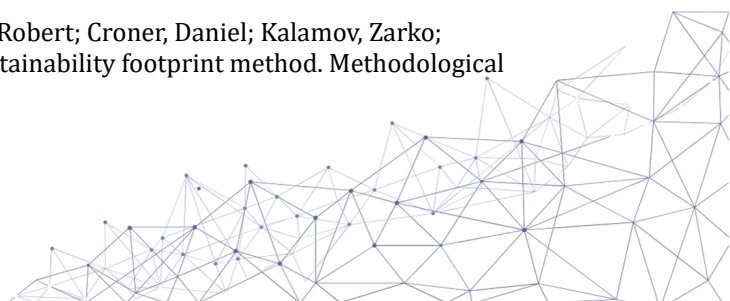 Robert; Croner, Daniel; Kalamov, Zarko;
tainability footprint method. Methodological